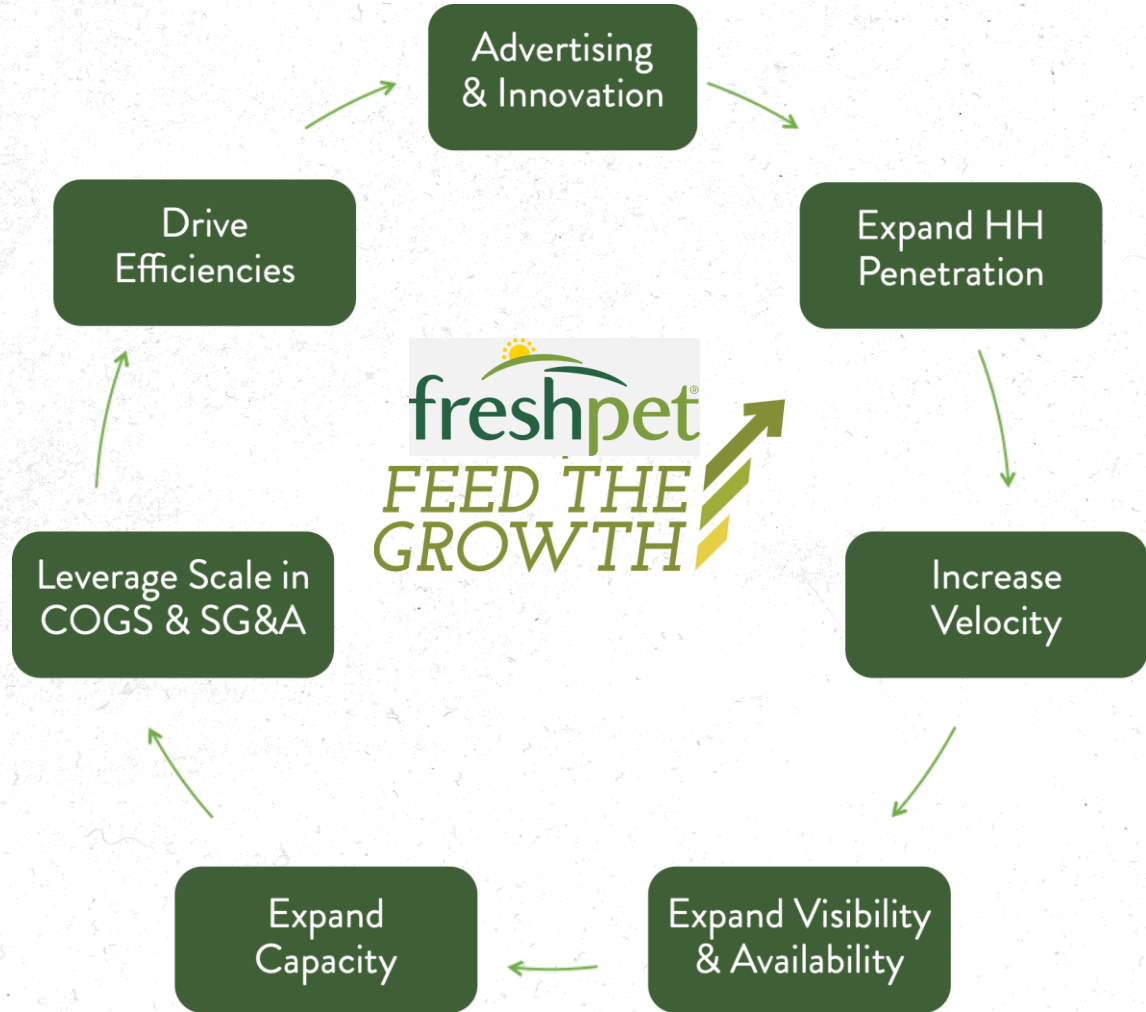 Advertising
& Innovation
Expand HH
Penetration
Increase
Velocity
Expand Visibility
& Availability
Expand
Capacity
Leverage Scale in
COGS & SG&A
Drive
Efficiencies
freshpet®
FEED THE
GROWTH